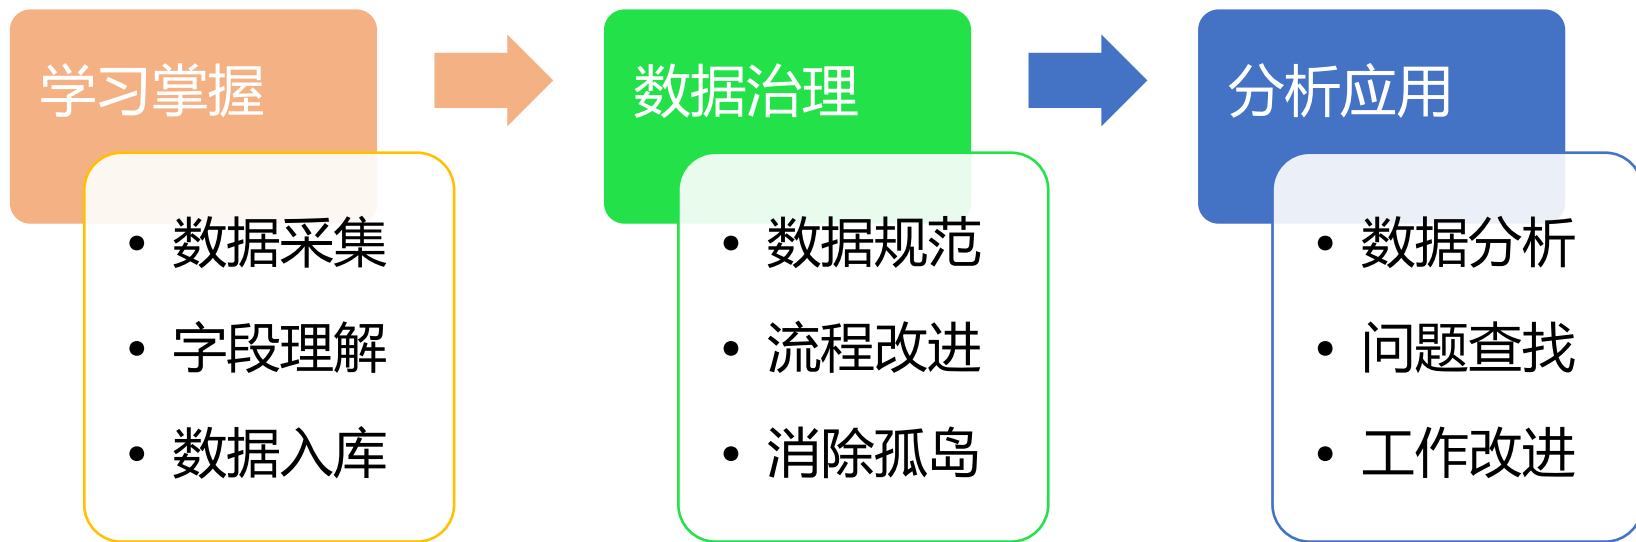 学习掌握
• 数据采集
• 字段理解
• 数据入库
数据治理
• 数据规范
• 流程改进
• 消除孤岛
分析应用
• 数据分析
• 问题查找
• 工作改进